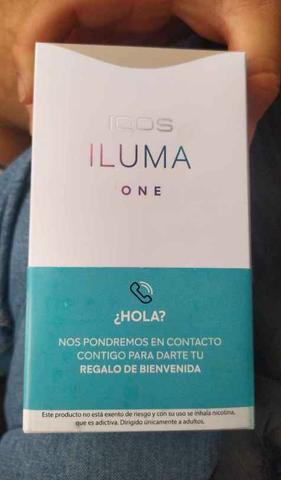 IQOS
ILUMA
ONE
¿HOLA?
NOS PONDREMOS EN CONTACTO
CONTIGO PARA DARTE TU
REGALO DE BIENVENIDA
Este producto no está exento de riesgo y con su uso se inhala nicotina,
que es adictiva. Dirigido únicamente a adultos.